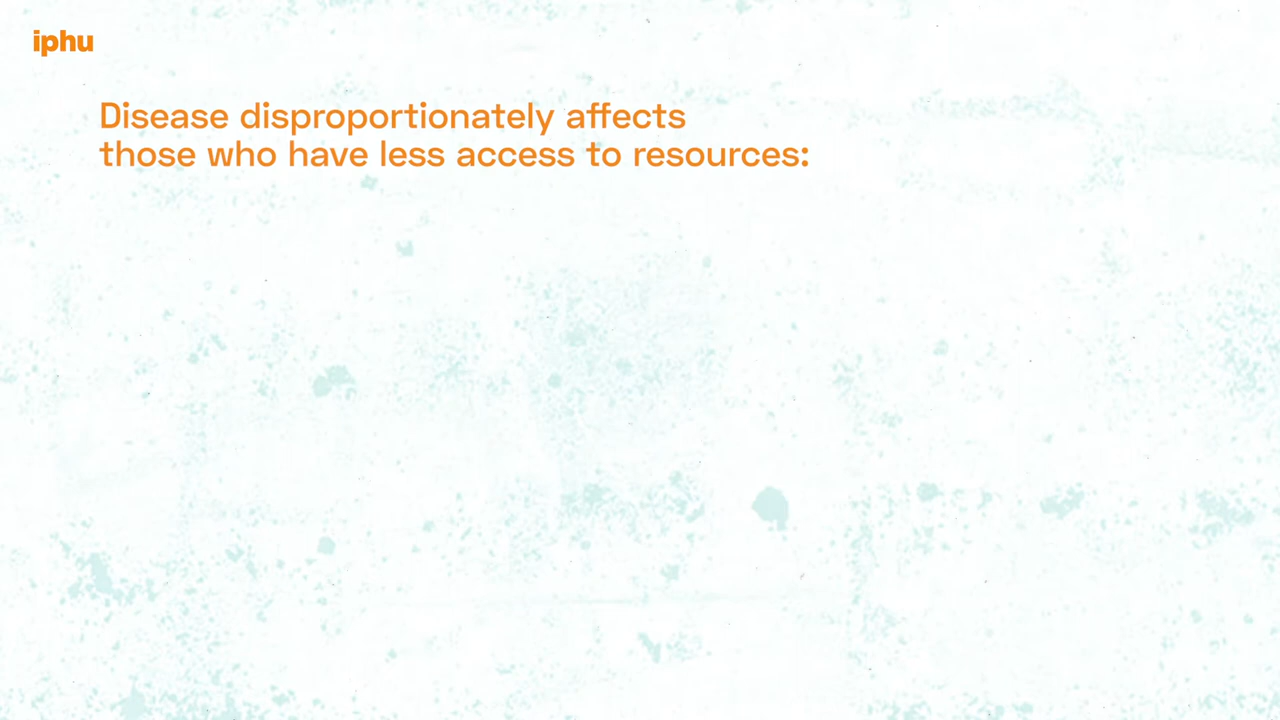 iphu
Disease disproportionately affects
those who have less access to resources: